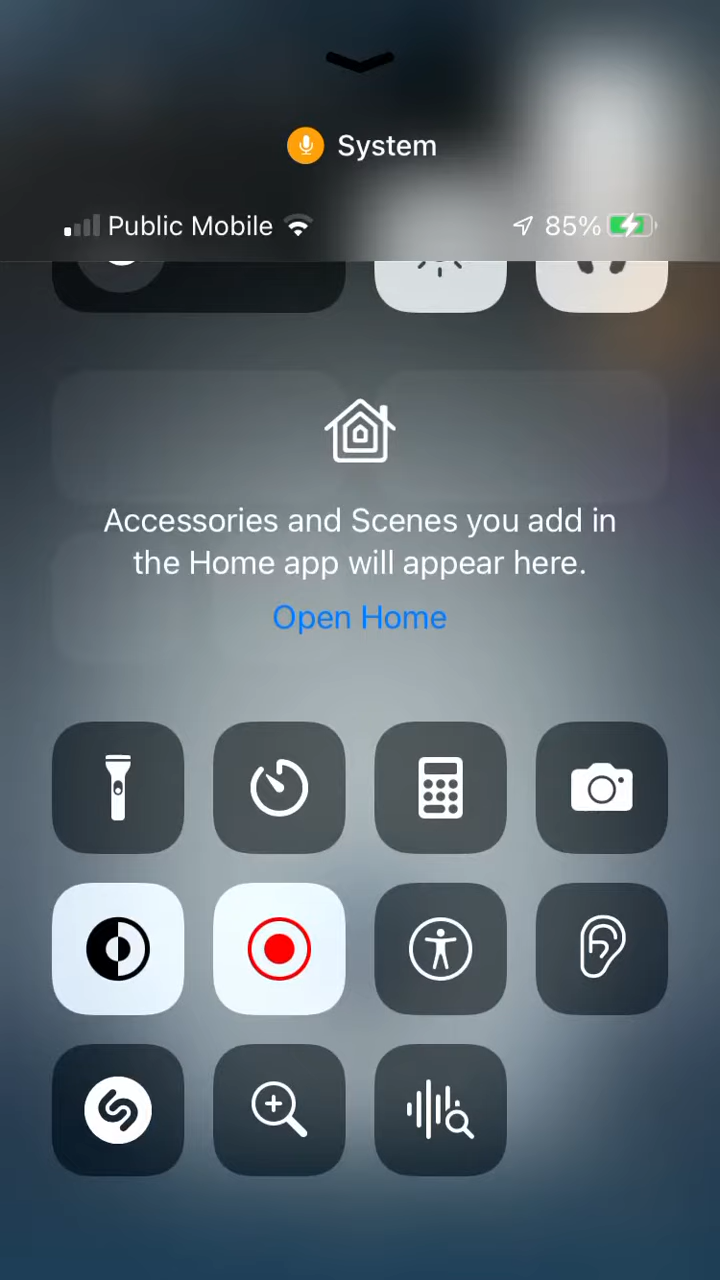 System
Public Mobile 85%
Accessories and Scenes you add in
the Home app will appear here.
Open Home